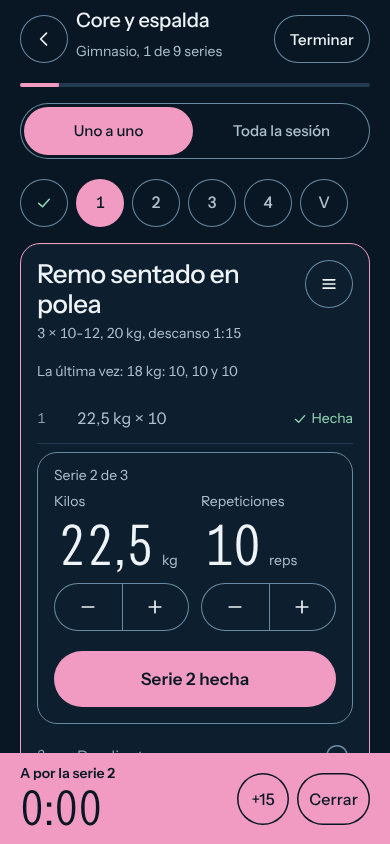 Core y espalda
Gimnasio, 1 de 9 series
Terminar
Uno a uno
Toda la sesión
1
2
3
4
V
Remo sentado en
polea
3 × 10–12, 20 kg, descanso 1:15
La última vez: 18 kg: 10, 10 y 10
1
22,5 kg × 10
Hecha
Serie 2 de 3
Kilos
Repeticiones
22,5 kg
10 reps
Serie 2 hecha
A por la serie 2
0:00
+15
Cerrar